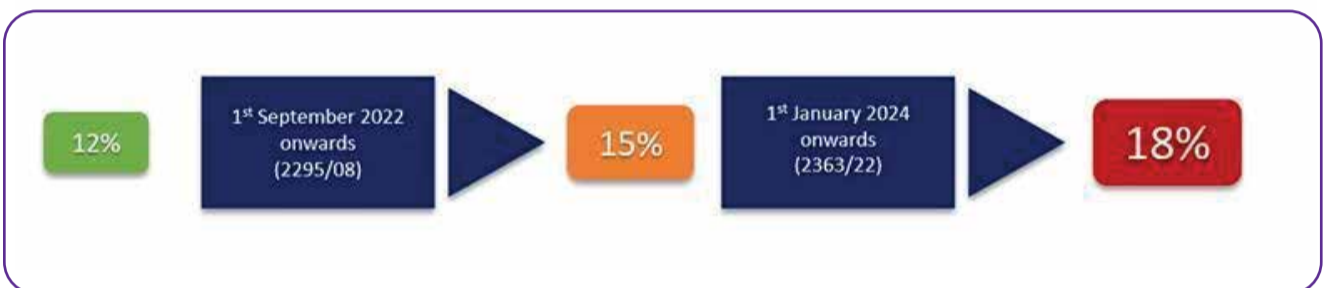 12%
1st September 2022
onwards
(2295/08)
15%
1st January 2024
onwards
(2363/22)
18%